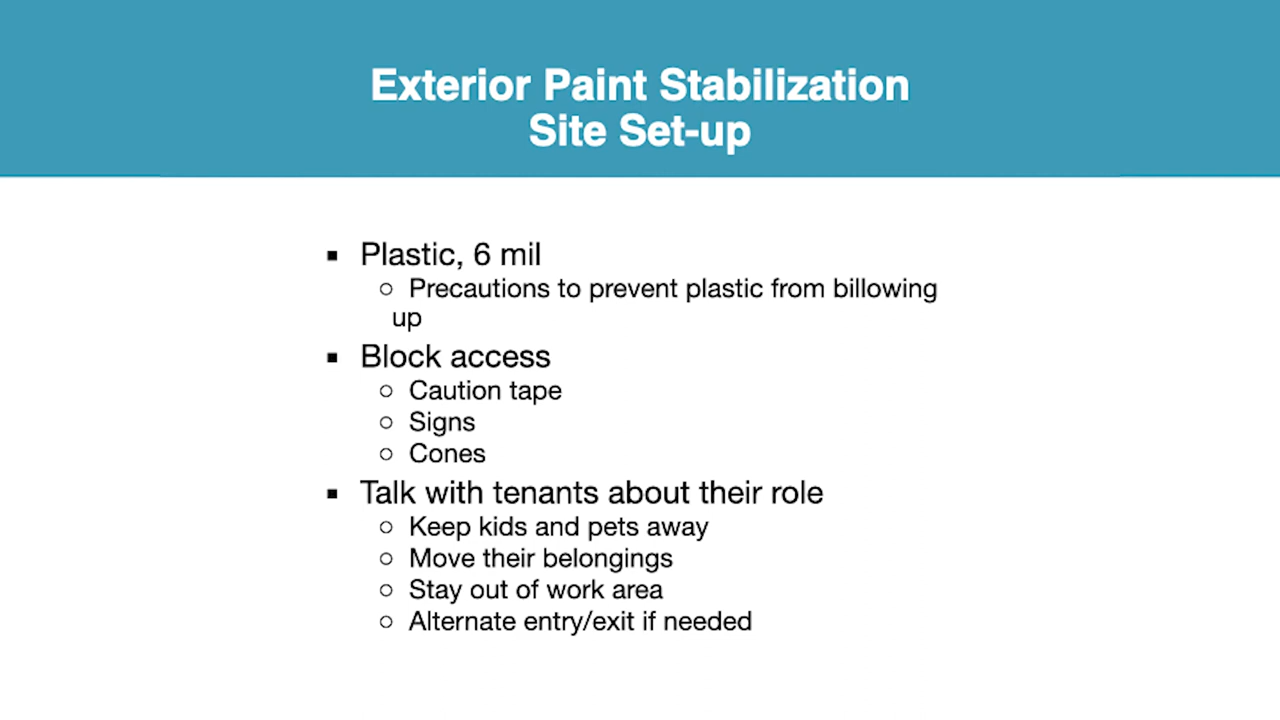 Exterior Paint Stabilization
Site Set-up
▪ Plastic, 6 mil
○ Precautions to prevent plastic from billowing
up
▪ Block access
○ Caution tape
○ Signs
○ Cones
▪ Talk with tenants about their role
○ Keep kids and pets away
○ Move their belongings
○ Stay out of work area
○ Alternate entry/exit if needed